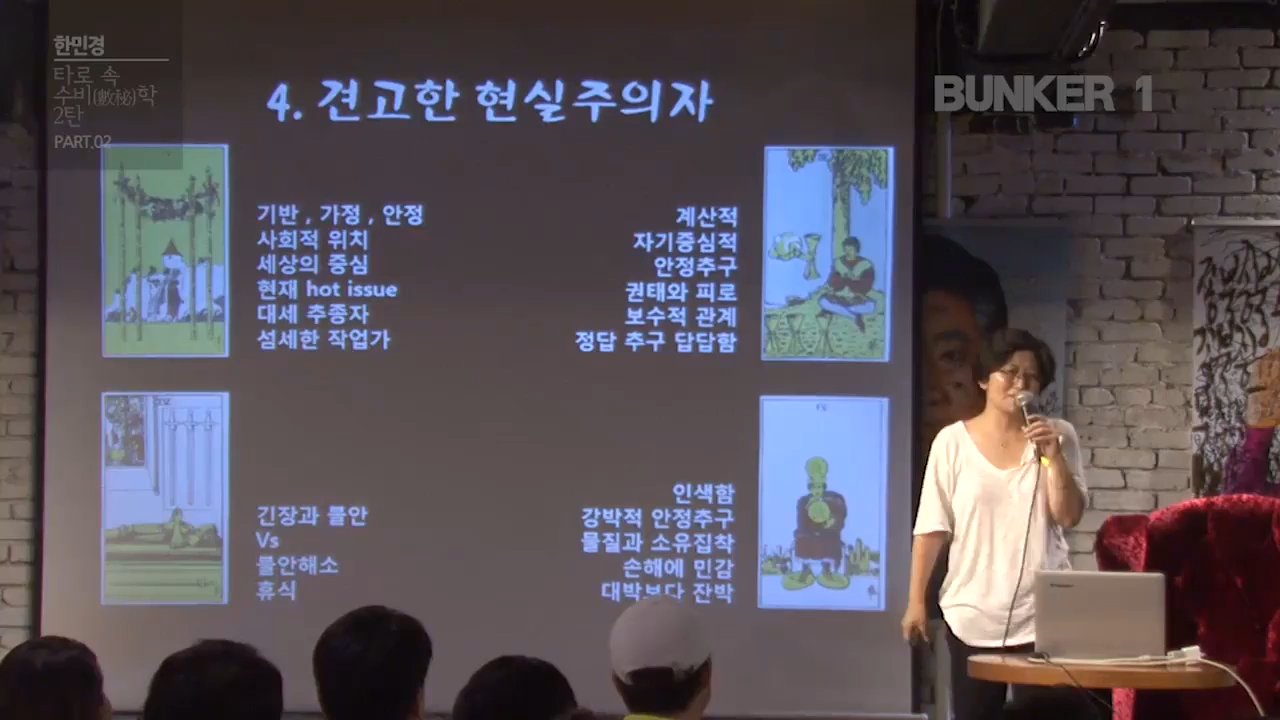 한민경
타로 속
수비(數秘)학
2탄
PART.02
BUNKER 1
4. 견고한 현실주의자
기반 , 가정 , 안정
사회적 위치
세상의 중심
현재 hot issue
대세 추종자
섬세한 작업가
계산적
자기중심적
안정추구
권태와 피로
보수적 관계
정답 추구 답답함
긴장과 불안
Vs
불안해소
휴식
인색함
강박적 안정추구
물질과 소유집착
손해에 민감
대박보다 잔박